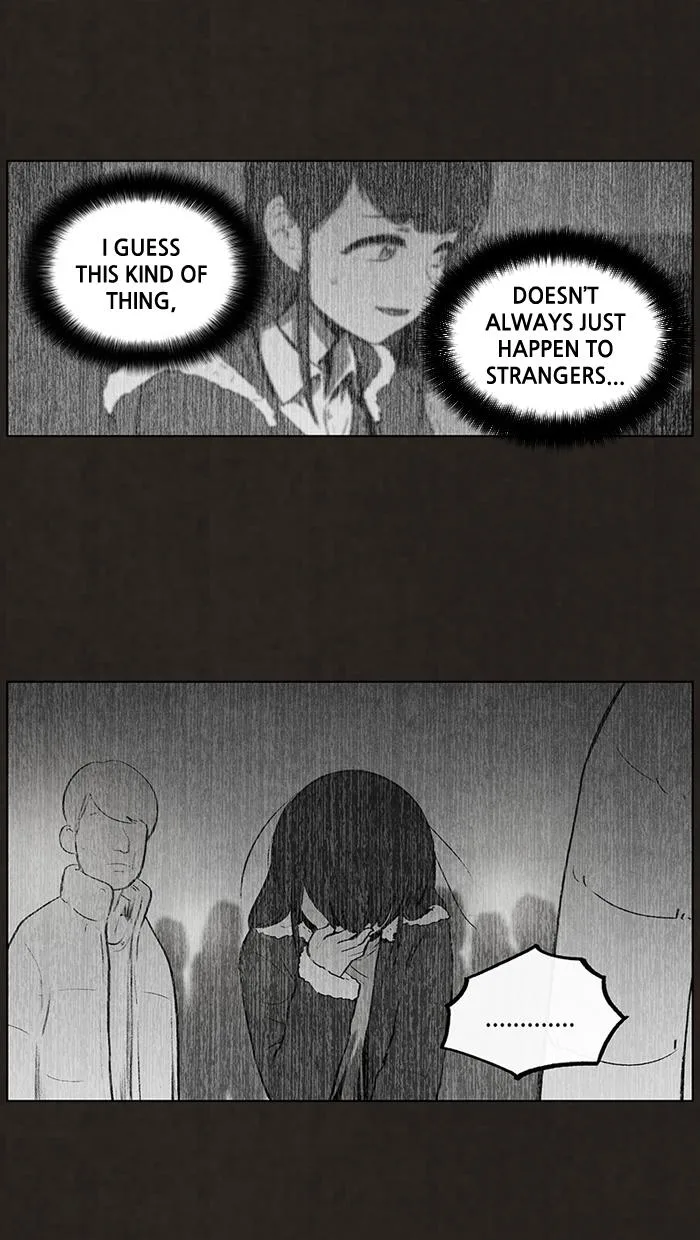 I GUESS
THIS KIND OF
THING,
DOESN'T
ALWAYS JUST
HAPPEN TO
STRANGERS...
.............